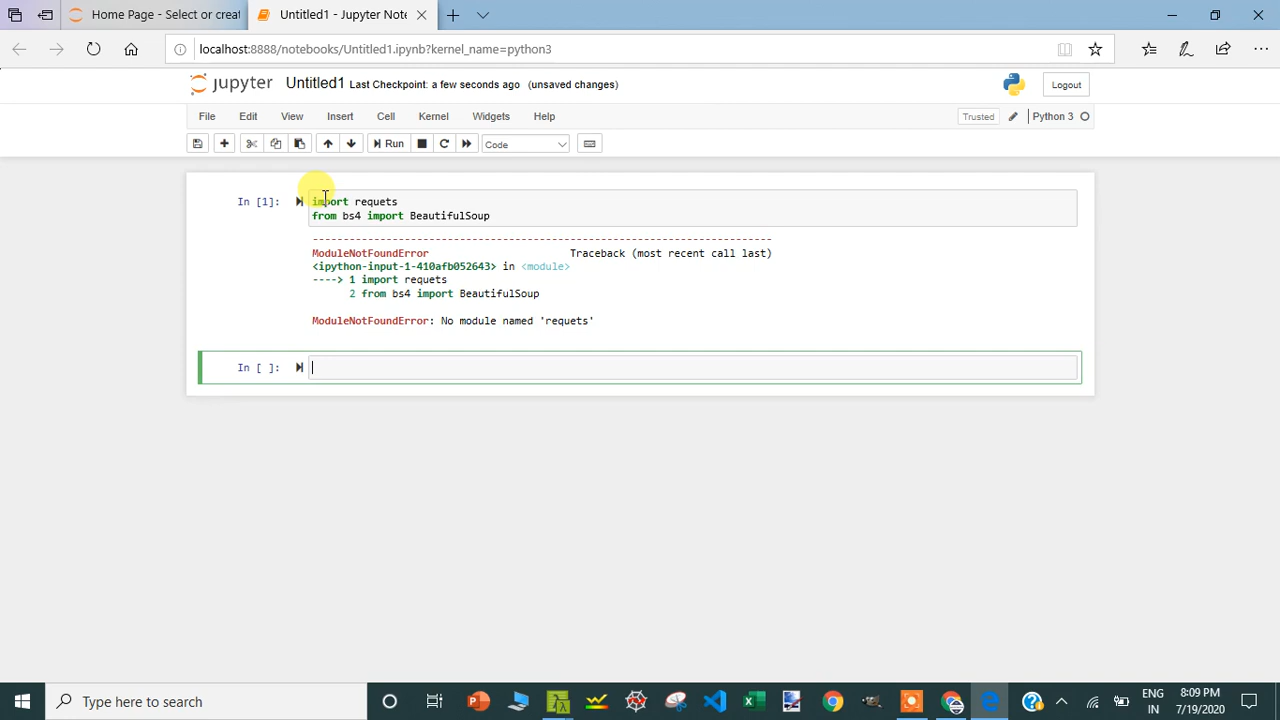 Home Page - Select or creat
Untitled1 - Jupyter Note
localhost:8888/notebooks/Untitled1.ipynb?kernel_name=python3
jupyter Untitled1 Last Checkpoint: a few seconds ago (unsaved changes)
Logout
File Edit View Insert Cell Kernel Widgets Help
Trusted
Python 3
Run
Code
In [1]:
import requets
from bs4 import BeautifulSoup
---------------------------------------------------------------------------
ModuleNotFoundError Traceback (most recent call last)
<ipython-input-1-410afb052643> in <module>
----> 1 import requets
2 from bs4 import BeautifulSoup
ModuleNotFoundError: No module named 'requets'
In [ ]:
Type here to search
ENG
IN
8:09 PM
7/19/2020